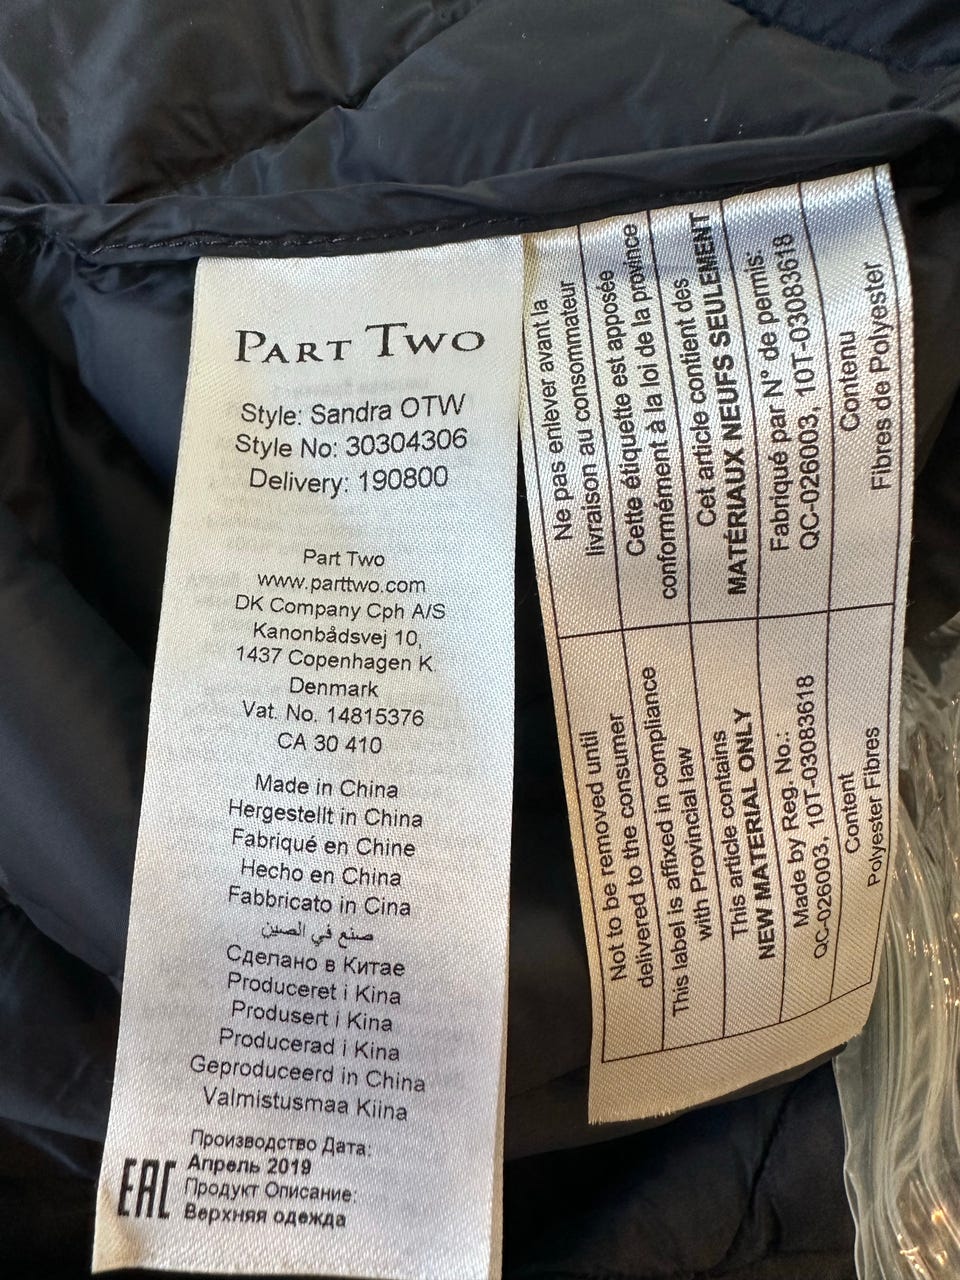 PART TWO
Style: Sandra OTW
Style No: 30304306
Delivery: 190800
Part Two
www.parttwo.com
DK Company Cph A/S
Kanonbådsvej 10,
1437 Copenhagen K.
Denmark
Vat. No. 14815376
CA 30 410
Made in China
Hergestellt in China
Fabriqué en Chine
Hecho en China
Fabbricato in Cina
صنع في الصين
Сделано в Китае
Produceret i Kina
Produsert i Kina
Producerad i Kina
Geproduceerd in China
Valmistusmaa Kiina
EAC
Производство Дата:
Апрель 2019
Продукт Описание:
Верхняя одежда
Ne pas enlever avant la
livraison au consommateur
Cette étiquette est apposée
conformément à la loi de la province
Cet article contient des
MATÉRIAUX NEUFS SEULEMENT
Fabriqué par N° de permis:
QC-026003, 10T-03083618
Contenu
Fibres de Polyester
Not to be removed until
delivered to the consumer
This label is affixed in compliance
with Provincial law
This article contains
NEW MATERIAL ONLY
Made by Reg. No.:
QC-026003, 10T-03083618
Content
Polyester Fibres